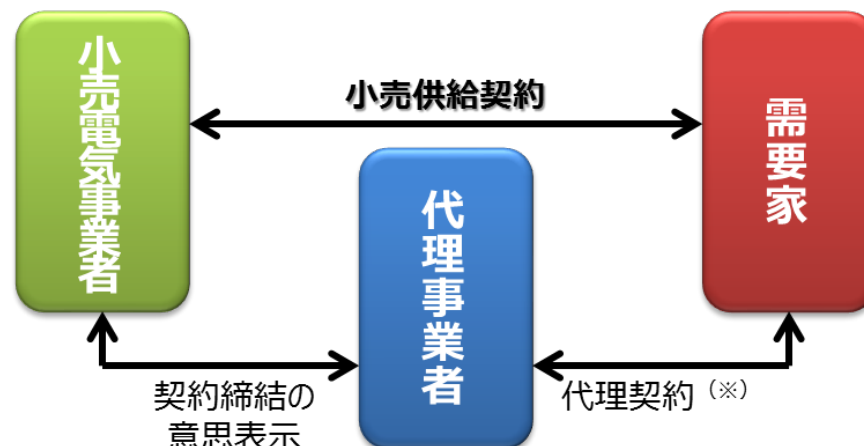 小売電気事業者
小売供給契約
需要家
代理事業者
契約締結の
意思表示
代理契約（※）